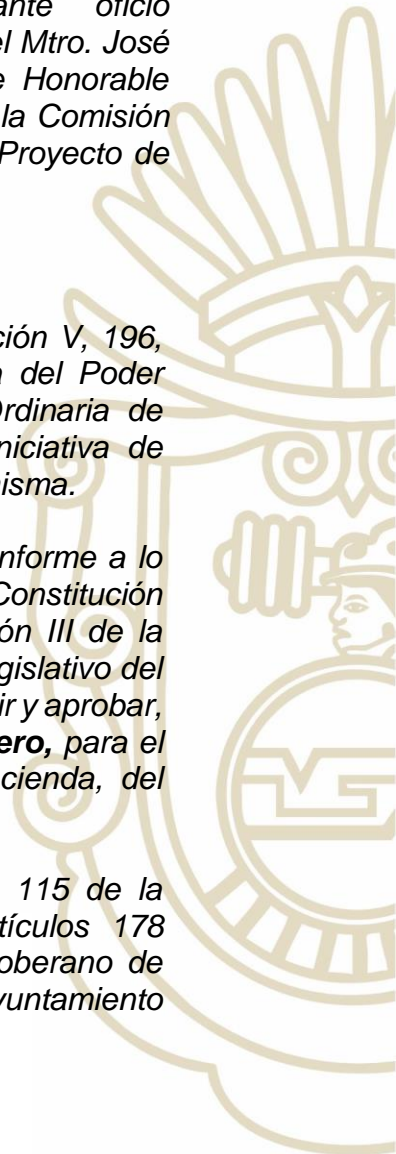 ante oficio
el Mtro. José
e Honorable
la Comisión
Proyecto de
ción V, 196,
del Poder
Ordinaria de
niciativa de
nisma.
nforme a lo
Constitución
ón III de la
gislativo del
ir y aprobar,
ero, para el
cienda, del
115 de la
tículos 178
oberano de
yuntamiento